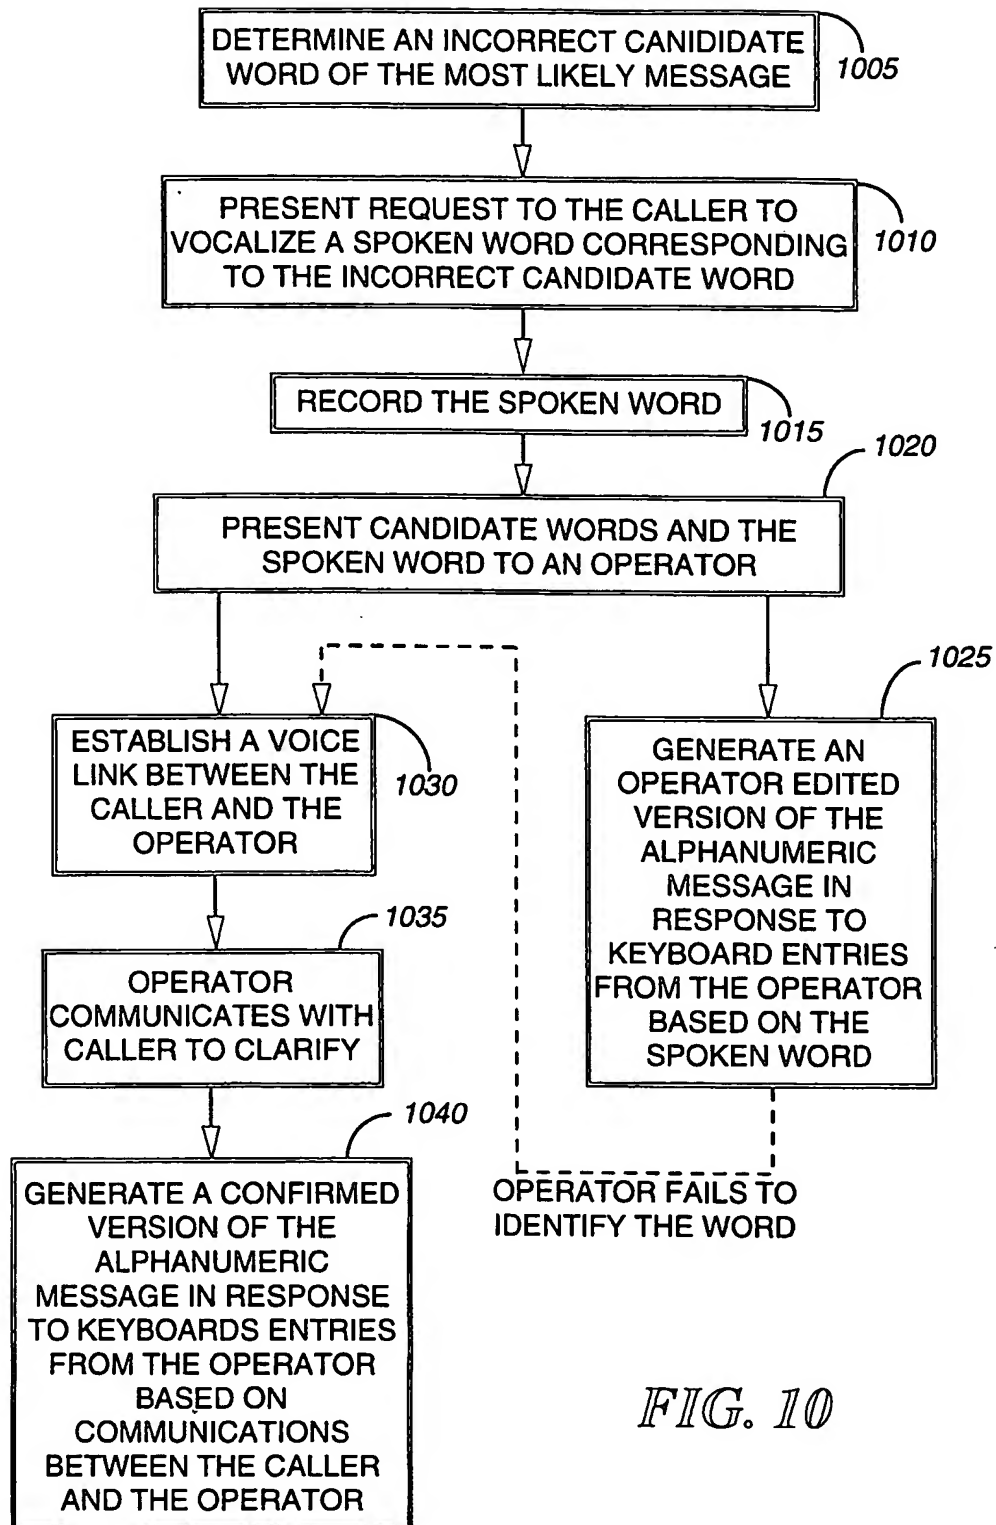 DETERMINE AN INCORRECT CANIDIDATE
WORD OF THE MOST LIKELY MESSAGE
1005
PRESENT REQUEST TO THE CALLER TO
VOCALIZE A SPOKEN WORD CORRESPONDING
TO THE INCORRECT CANDIDATE WORD
1010
RECORD THE SPOKEN WORD
1015
1020
PRESENT CANDIDATE WORDS AND THE
SPOKEN WORD TO AN OPERATOR
ESTABLISH A VOICE
LINK BETWEEN THE
CALLER AND THE
OPERATOR
1030
1025
GENERATE AN
OPERATOR EDITED
VERSION OF THE
ALPHANUMERIC
MESSAGE IN
RESPONSE TO
KEYBOARD ENTRIES
FROM THE OPERATOR
BASED ON THE
SPOKEN WORD
1035
OPERATOR
COMMUNICATES WITH
CALLER TO CLARIFY
OPERATOR FAILS TO
IDENTIFY THE WORD
1040
GENERATE A CONFIRMED
VERSION OF THE
ALPHANUMERIC
MESSAGE IN RESPONSE
TO KEYBOARDS ENTRIES
FROM THE OPERATOR
BASED ON
COMMUNICATIONS
BETWEEN THE CALLER
AND THE OPERATOR
FIG. 10